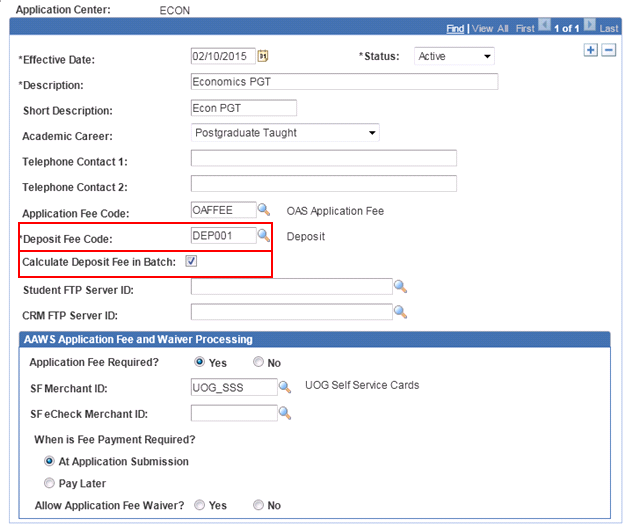 Application Center: ECON
Find | View All First 1 of 1 Last
*Effective Date: 02/10/2015 *Status: Active
*Description: Economics PGT
Short Description: Econ PGT
Academic Career: Postgraduate Taught
Telephone Contact 1:
Telephone Contact 2:
Application Fee Code: OAFFEE OAS Application Fee
*Deposit Fee Code: DEP001 Deposit
Calculate Deposit Fee in Batch:
Student FTP Server ID:
CRM FTP Server ID:
AAWS Application Fee and Waiver Processing
Application Fee Required? Yes No
SF Merchant ID: UOG_SSS UOG Self Service Cards
SF eCheck Merchant ID:
When is Fee Payment Required?
At Application Submission
Pay Later
Allow Application Fee Waiver? Yes No